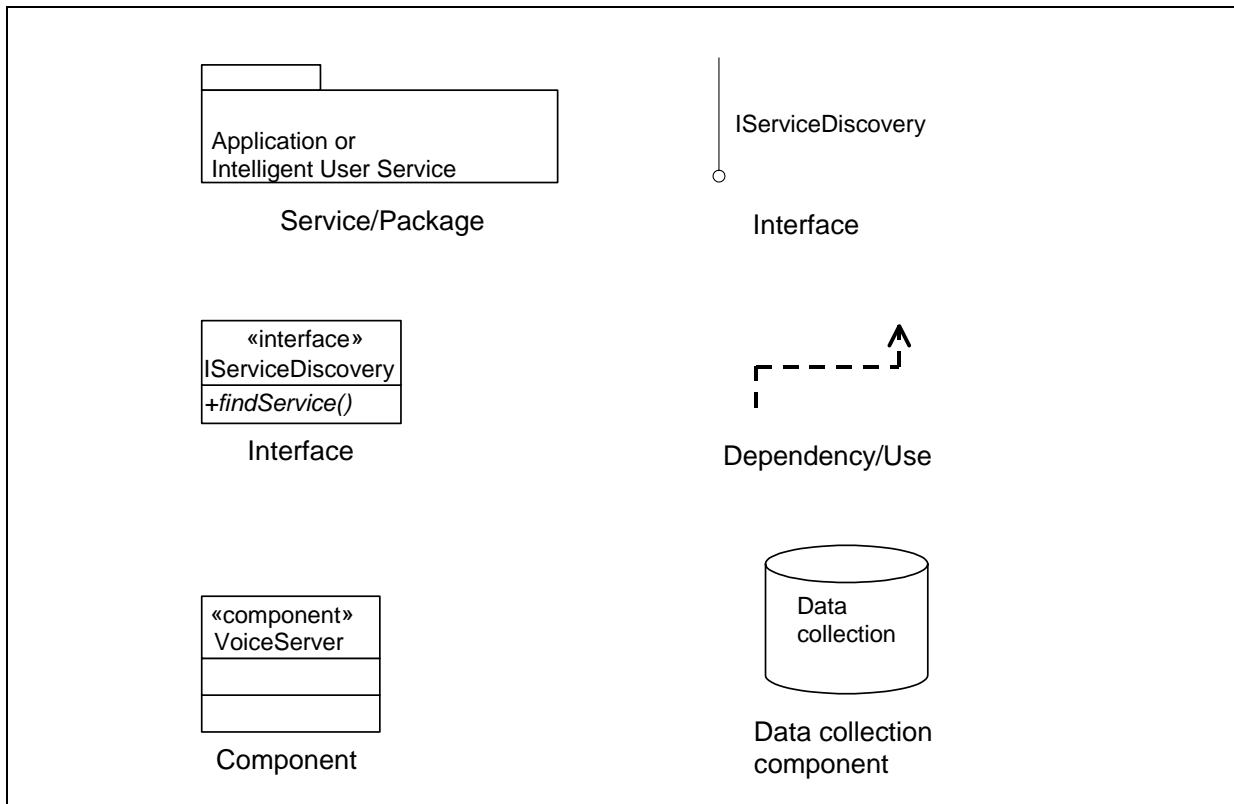 Application or
Intelligent User Service
Service/Package
IServiceDiscovery
Interface
«interface»
IServiceDiscovery
+findService()
Interface
Dependency/Use
«component»
VoiceServer
Component
Data
collection
Data collection
component